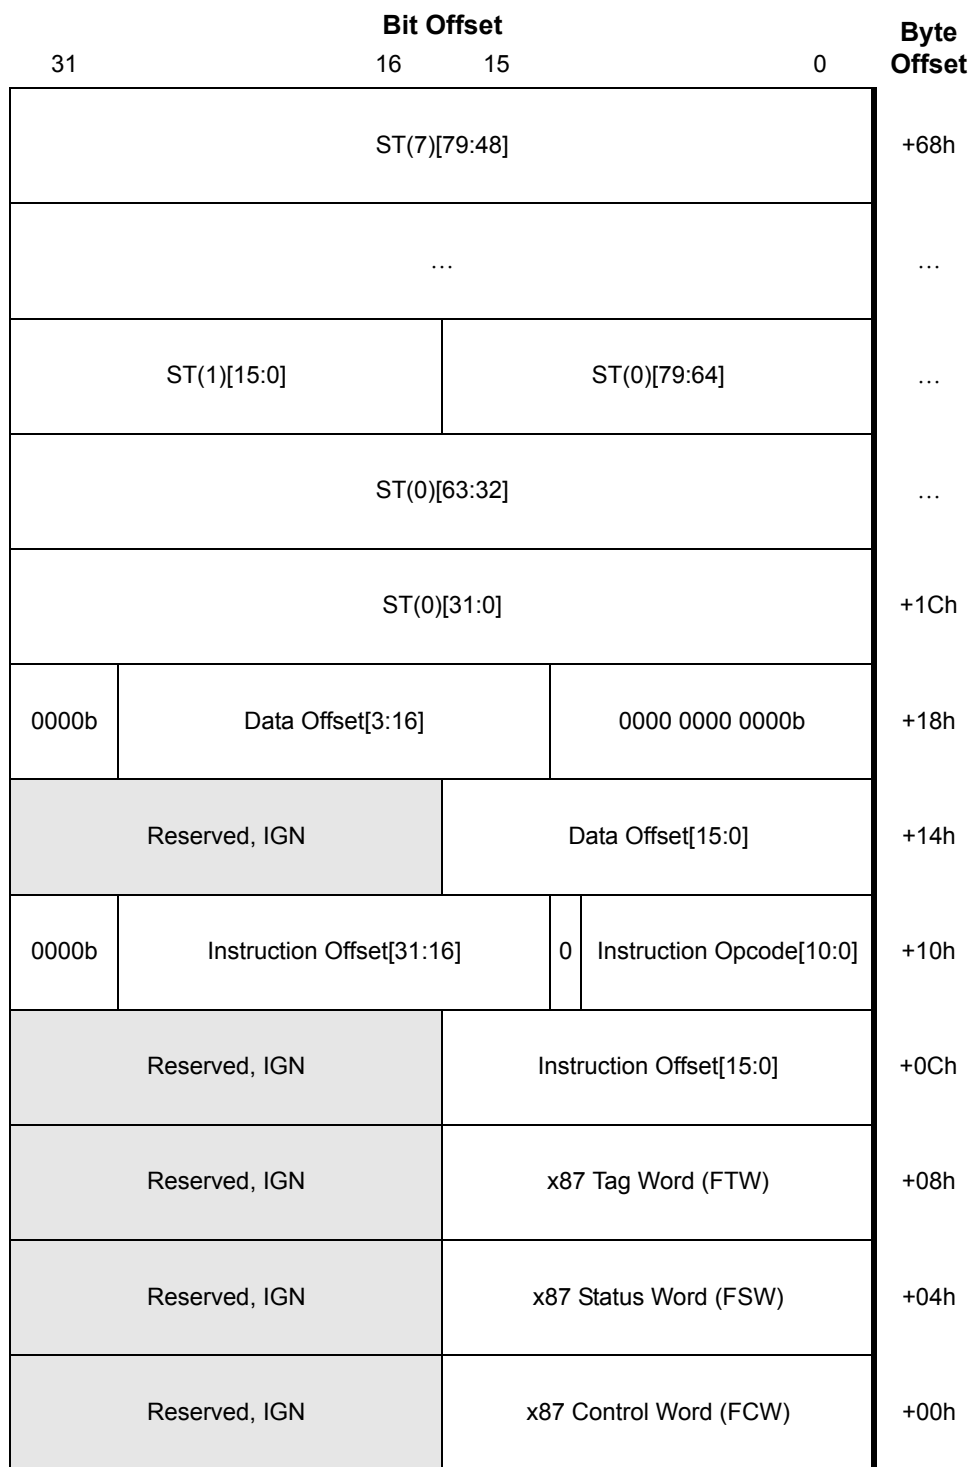 Bit Offset Byte
31 16 15 0 Offset
ST(7)[79:48] +68h
… …
ST(1)[15:0] ST(0)[79:64] …
ST(0)[63:32] …
ST(0)[31:0] +1Ch
0000b Data Offset[3:16] 0000 0000 0000b +18h
Reserved, IGN Data Offset[15:0] +14h
0000b Instruction Offset[31:16] 0 Instruction Opcode[10:0] +10h
Reserved, IGN Instruction Offset[15:0] +0Ch
Reserved, IGN x87 Tag Word (FTW) +08h
Reserved, IGN x87 Status Word (FSW) +04h
Reserved, IGN x87 Control Word (FCW) +00h